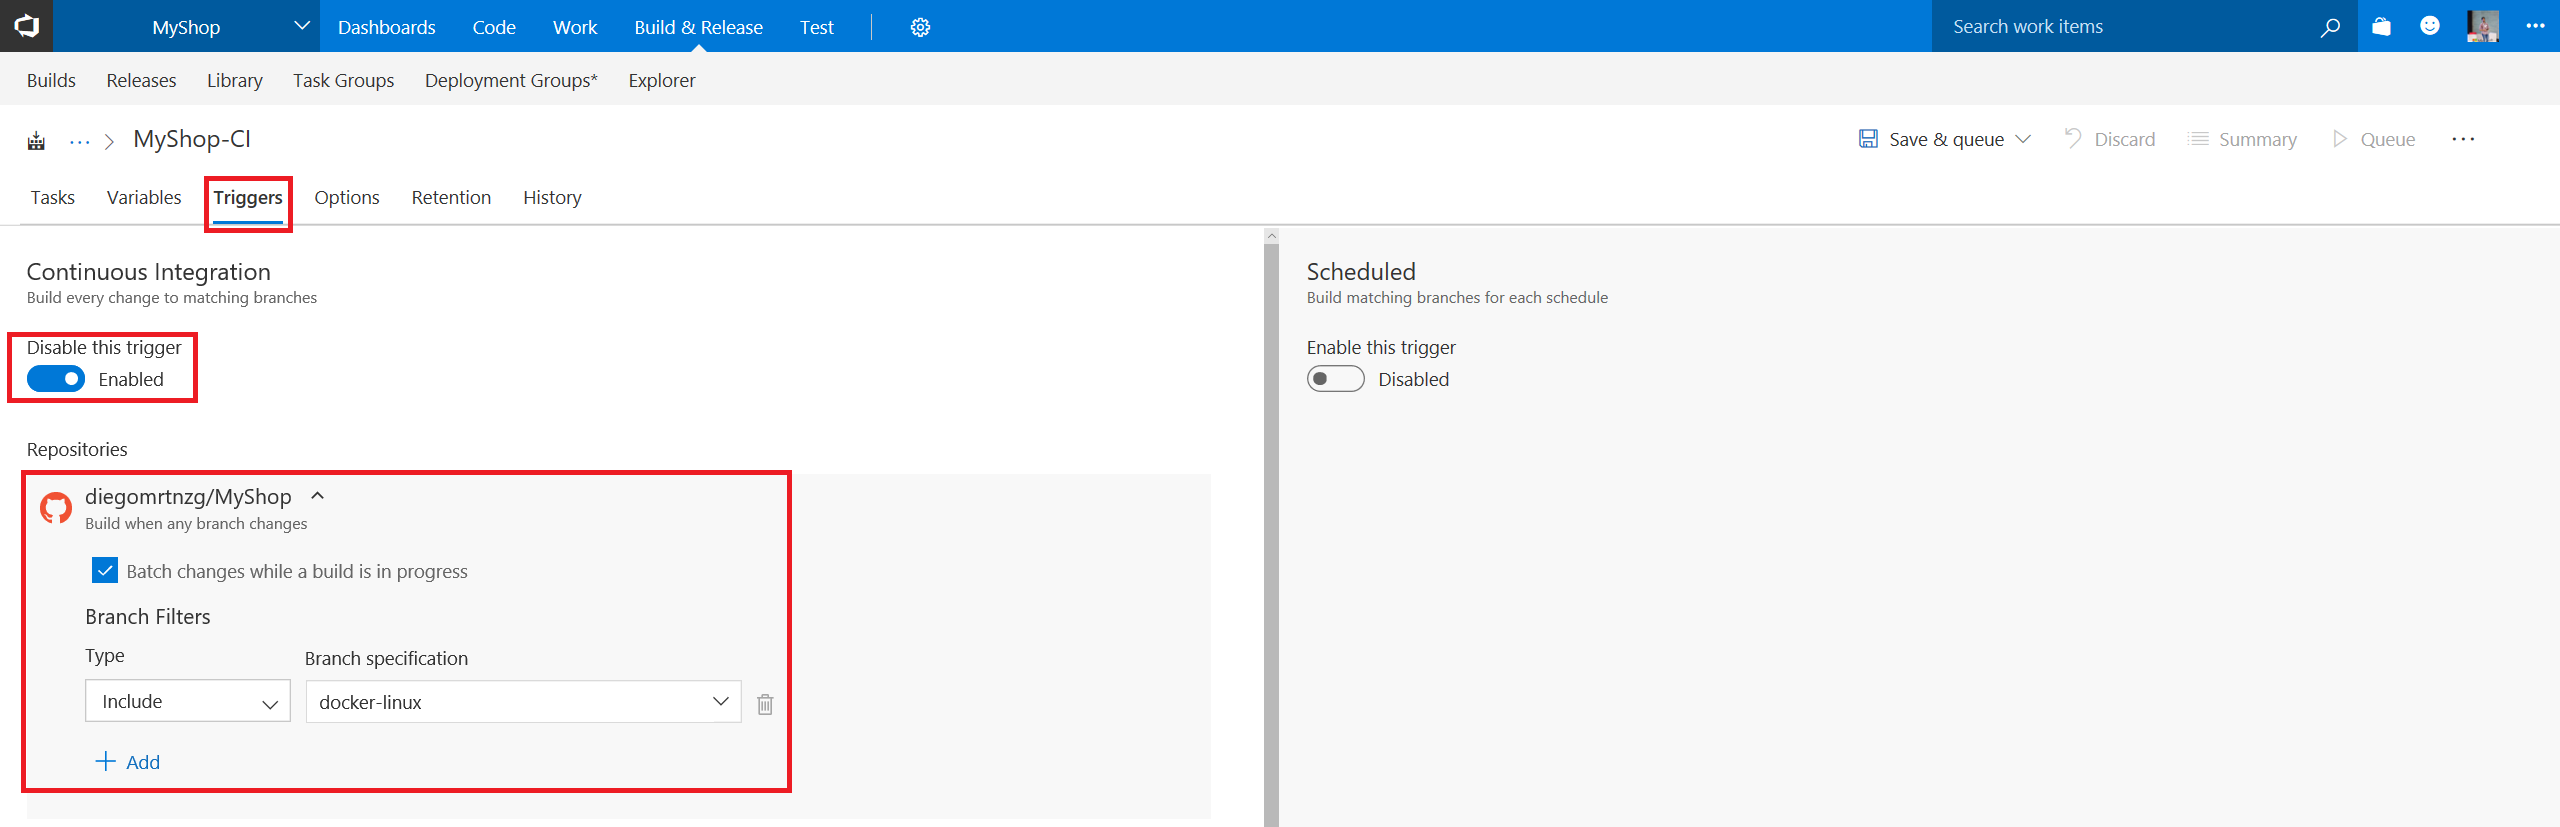 MyShop Dashboards Code Work Build & Release Test Search work items
Builds Releases Library Task Groups Deployment Groups* Explorer
... > MyShop-CI Save & queue Discard Summary Queue ...
Tasks Variables Triggers Options Retention History
Continuous Integration
Build every change to matching branches
Disable this trigger
Enabled
Repositories
diegomrtnzg/MyShop
Build when any branch changes
Batch changes while a build is in progress
Branch Filters
Type Branch specification
Include docker-linux
+ Add
Scheduled
Build matching branches for each schedule
Enable this trigger
Disabled